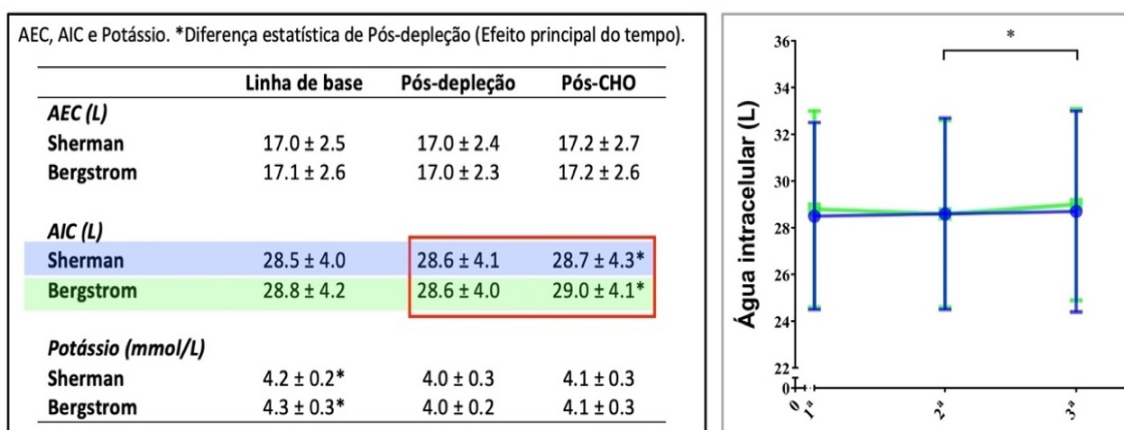 AEC, AIC e Potássio. *Diferença estatística de Pós-depleção (Efeito principal do tempo).
Linha de base Pós-depleção Pós-CHO
AEC (L)
Sherman 17.0 ± 2.5 17.0 ± 2.4 17.2 ± 2.7
Bergstrom 17.1 ± 2.6 17.0 ± 2.3 17.2 ± 2.6
AIC (L)
Sherman 28.5 ± 4.0 28.6 ± 4.1 28.7 ± 4.3*
Bergstrom 28.8 ± 4.2 28.6 ± 4.0 29.0 ± 4.1*
Potássio (mmol/L)
Sherman 4.2 ± 0.2* 4.0 ± 0.3 4.1 ± 0.3
Bergstrom 4.3 ± 0.3* 4.0 ± 0.2 4.1 ± 0.3
Água intracelular (L)
*
36
34
32
30
28
26
24
22
0
0 1ª 2ª 3ª